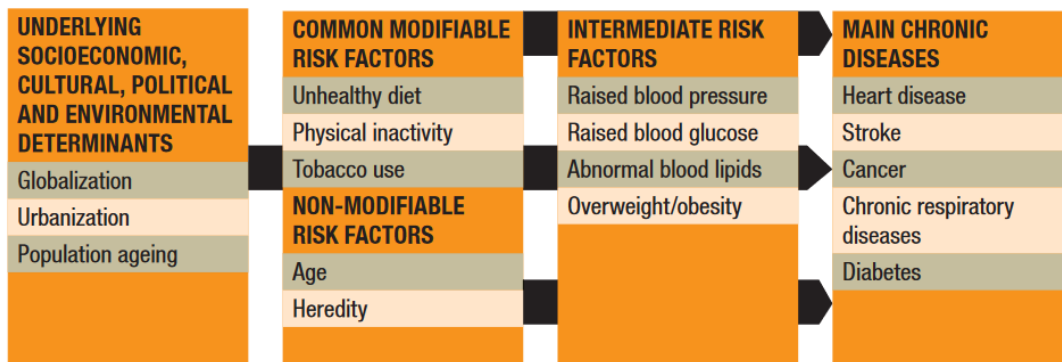 UNDERLYING
SOCIOECONOMIC,
CULTURAL, POLITICAL
AND ENVIRONMENTAL
DETERMINANTS
Globalization
Urbanization
Population ageing
COMMON MODIFIABLE
RISK FACTORS
Unhealthy diet
Physical inactivity
Tobacco use
NON-MODIFIABLE
RISK FACTORS
Age
Heredity
INTERMEDIATE RISK
FACTORS
Raised blood pressure
Raised blood glucose
Abnormal blood lipids
Overweight/obesity
MAIN CHRONIC
DISEASES
Heart disease
Stroke
Cancer
Chronic respiratory
diseases
Diabetes